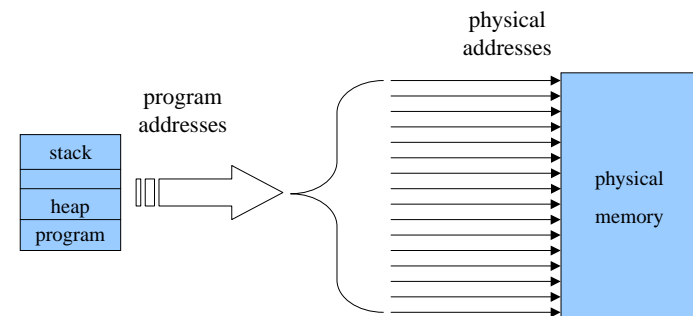 physical
addresses
program
addresses
stack
heap
program
physical
memory